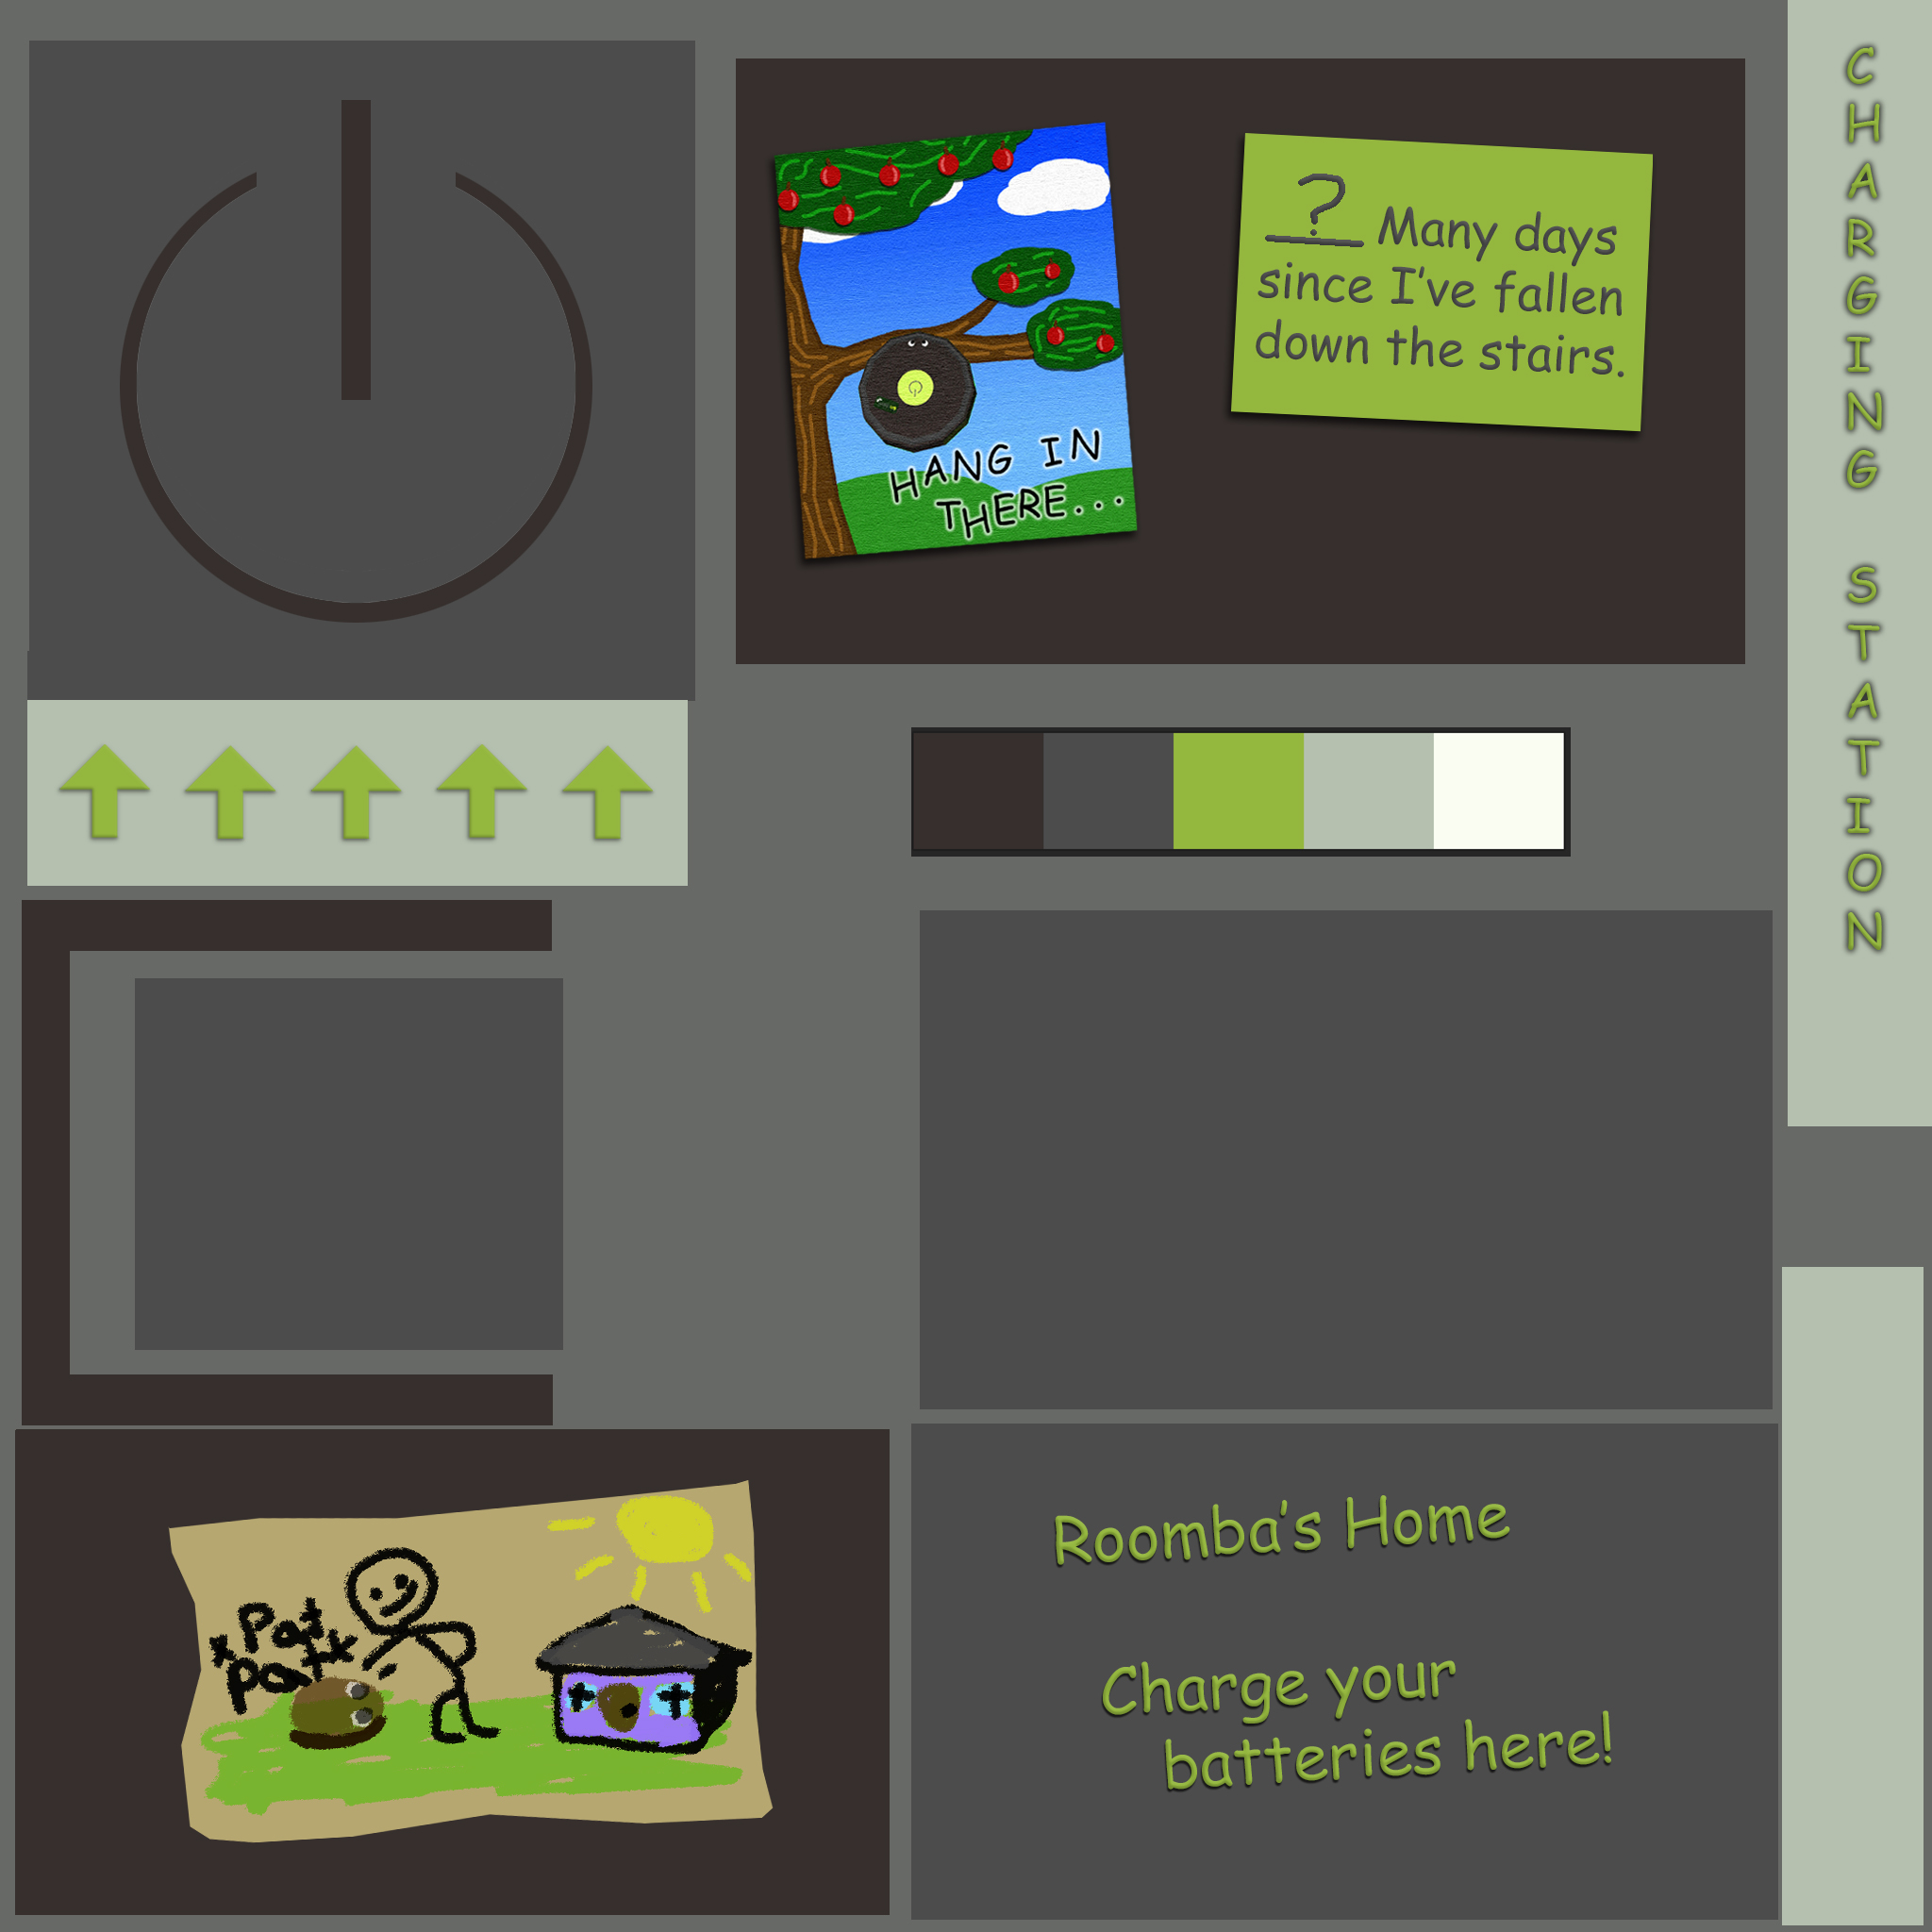 HANG IN
THERE...
? Many days
since I've fallen
down the stairs.
CHARGING STATION
*Pat
Pat*
Roomba's Home
Charge your
batteries here!